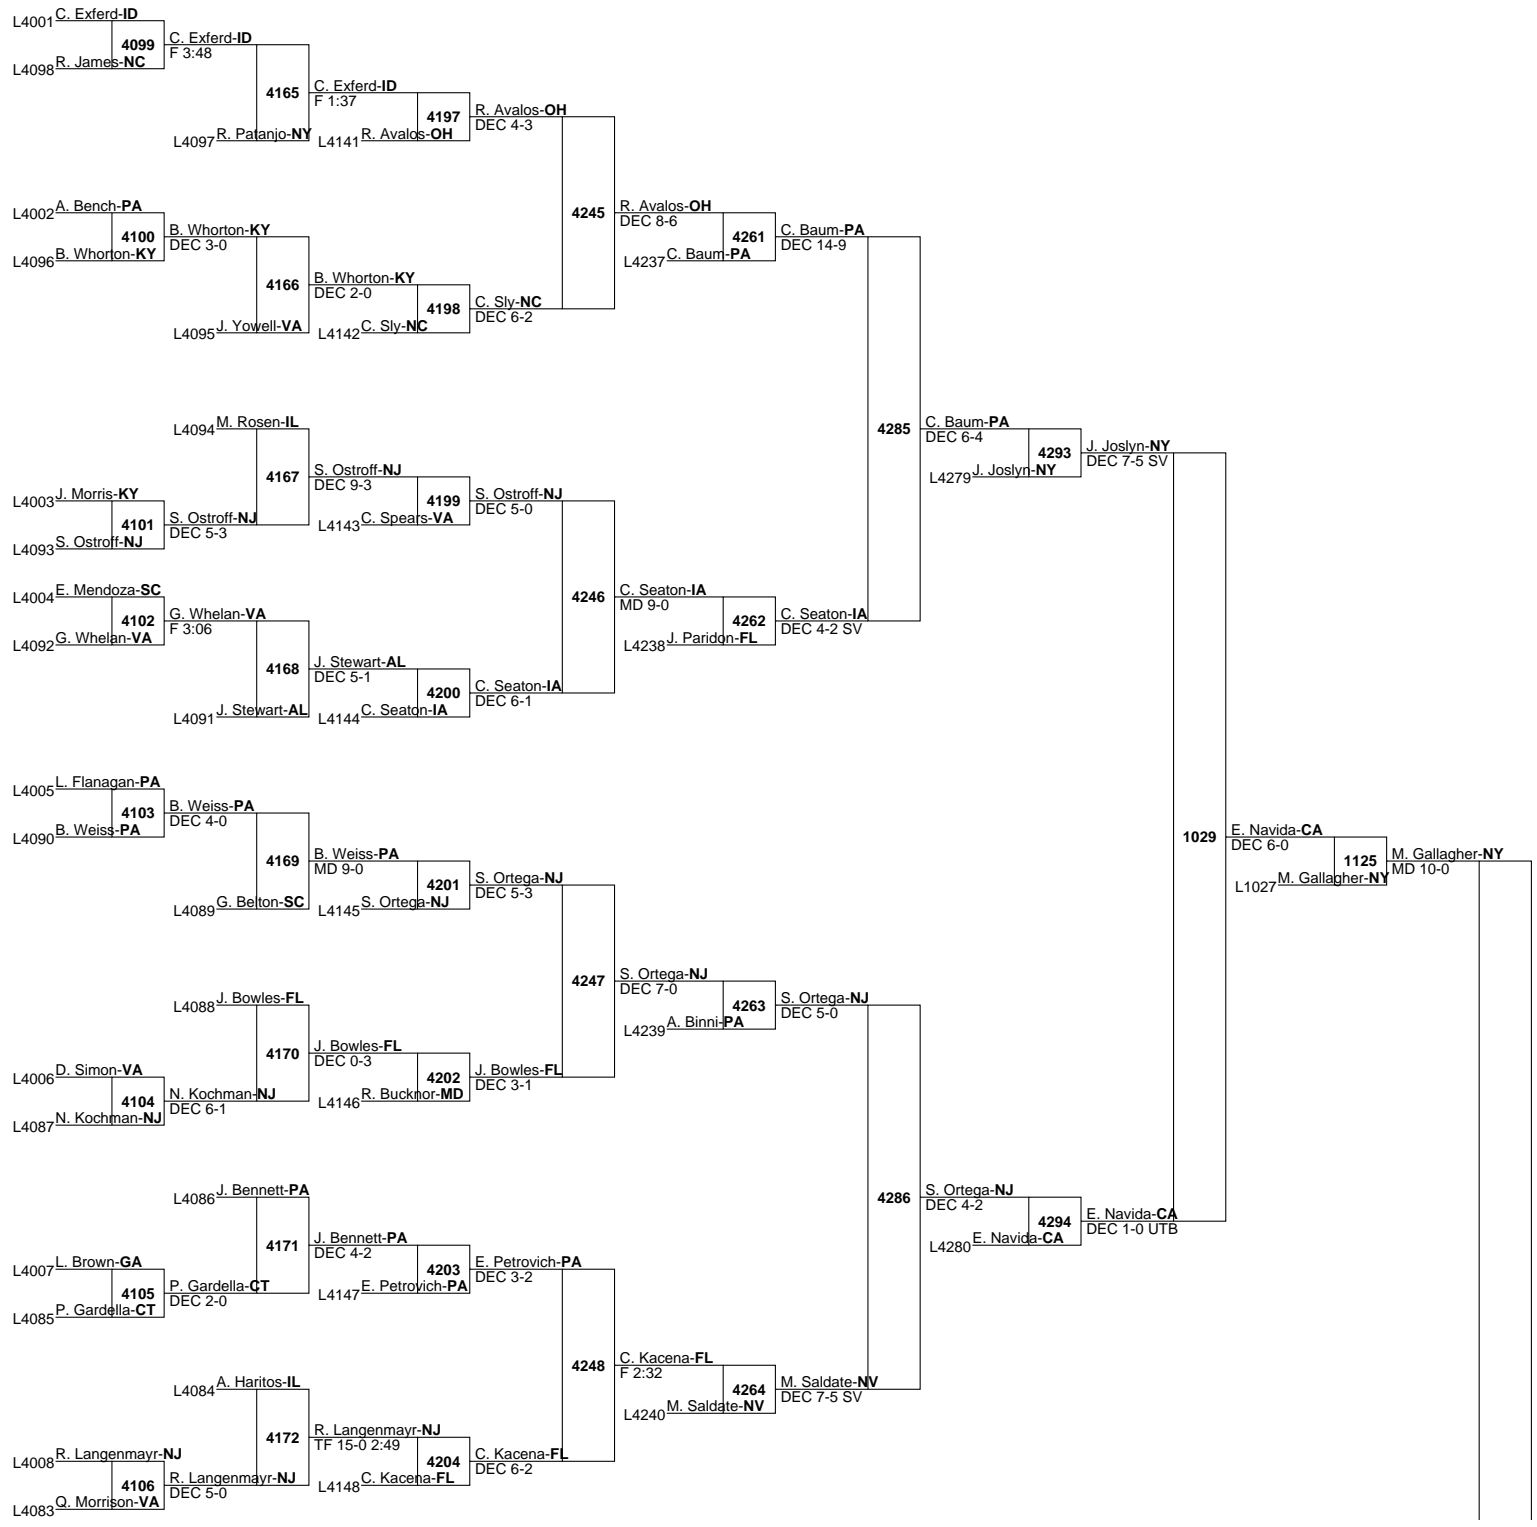 L4001 C. Exferd-ID
4099 C. Exferd-ID
F 3:48
L4098 R. James-NC
4165 C. Exferd-ID
F 1:37
4197 R. Avalos-OH
DEC 4-3
L4097 R. Patanjo-NY
L4141 R. Avalos-OH
L4002 A. Bench-PA
4100 B. Whorton-KY
DEC 3-0
L4096 B. Whorton-KY
4245 R. Avalos-OH
DEC 8-6
4261 C. Baum-PA
DEC 14-9
L4237 C. Baum-PA
4166 B. Whorton-KY
DEC 2-0
4198 C. Sly-NC
DEC 6-2
L4095 J. Yowell-VA
L4142 C. Sly-NC
L4094 M. Rosen-IL
4285 C. Baum-PA
DEC 6-4
4293 J. Joslyn-NY
DEC 7-5 SV
L4279 J. Joslyn-NY
4167 S. Ostroff-NJ
DEC 9-3
L4003 J. Morris-KY
4199 S. Ostroff-NJ
DEC 5-0
4101 S. Ostroff-NJ
DEC 5-3
L4143 C. Spears-VA
L4093 S. Ostroff-NJ
L4004 E. Mendoza-SC
4102 G. Whelan-VA
F 3:06
L4092 G. Whelan-VA
4246 C. Seaton-IA
MD 9-0
4262 C. Seaton-IA
DEC 4-2 SV
L4238 J. Paridon-FL
4168 J. Stewart-AL
DEC 5-1
4200 C. Seaton-IA
DEC 6-1
L4091 J. Stewart-AL
L4144 C. Seaton-IA
L4005 L. Flanagan-PA
4103 B. Weiss-PA
DEC 4-0
L4090 B. Weiss-PA
1029 E. Navida-CA
DEC 6-0
1125 M. Gallagher-NY
MD 10-0
L1027 M. Gallagher-NY
4169 B. Weiss-PA
MD 9-0
4201 S. Ortega-NJ
DEC 5-3
L4089 G. Belton-SC
L4145 S. Ortega-NJ
4247 S. Ortega-NJ
DEC 7-0
4263 S. Ortega-NJ
DEC 5-0
L4239 A. Binni-PA
L4088 J. Bowles-FL
4170 J. Bowles-FL
DEC 0-3
4202 J. Bowles-FL
DEC 3-1
L4006 D. Simon-VA
4104 N. Kochman-NJ
DEC 6-1
L4146 R. Bucknor-MD
L4087 N. Kochman-NJ
L4086 J. Bennett-PA
4286 S. Ortega-NJ
DEC 4-2
4294 E. Navida-CA
DEC 1-0 UTB
L4280 E. Navida-CA
4171 J. Bennett-PA
DEC 4-2
L4007 L. Brown-GA
4203 E. Petrovich-PA
DEC 3-2
4105 P. Gardella-CT
DEC 2-0
L4147 E. Petrovich-PA
L4085 P. Gardella-CT
4248 C. Kacena-FL
F 2:32
4264 M. Saldate-NV
DEC 7-5 SV
L4240 M. Saldate-NV
L4084 A. Haritos-IL
4172 R. Langenmayr-NJ
TF 15-0 2:49
4204 C. Kacena-FL
DEC 6-2
L4008 R. Langenmayr-NJ
4106 R. Langenmayr-NJ
DEC 5-0
L4148 C. Kacena-FL
L4083 Q. Morrison-VA